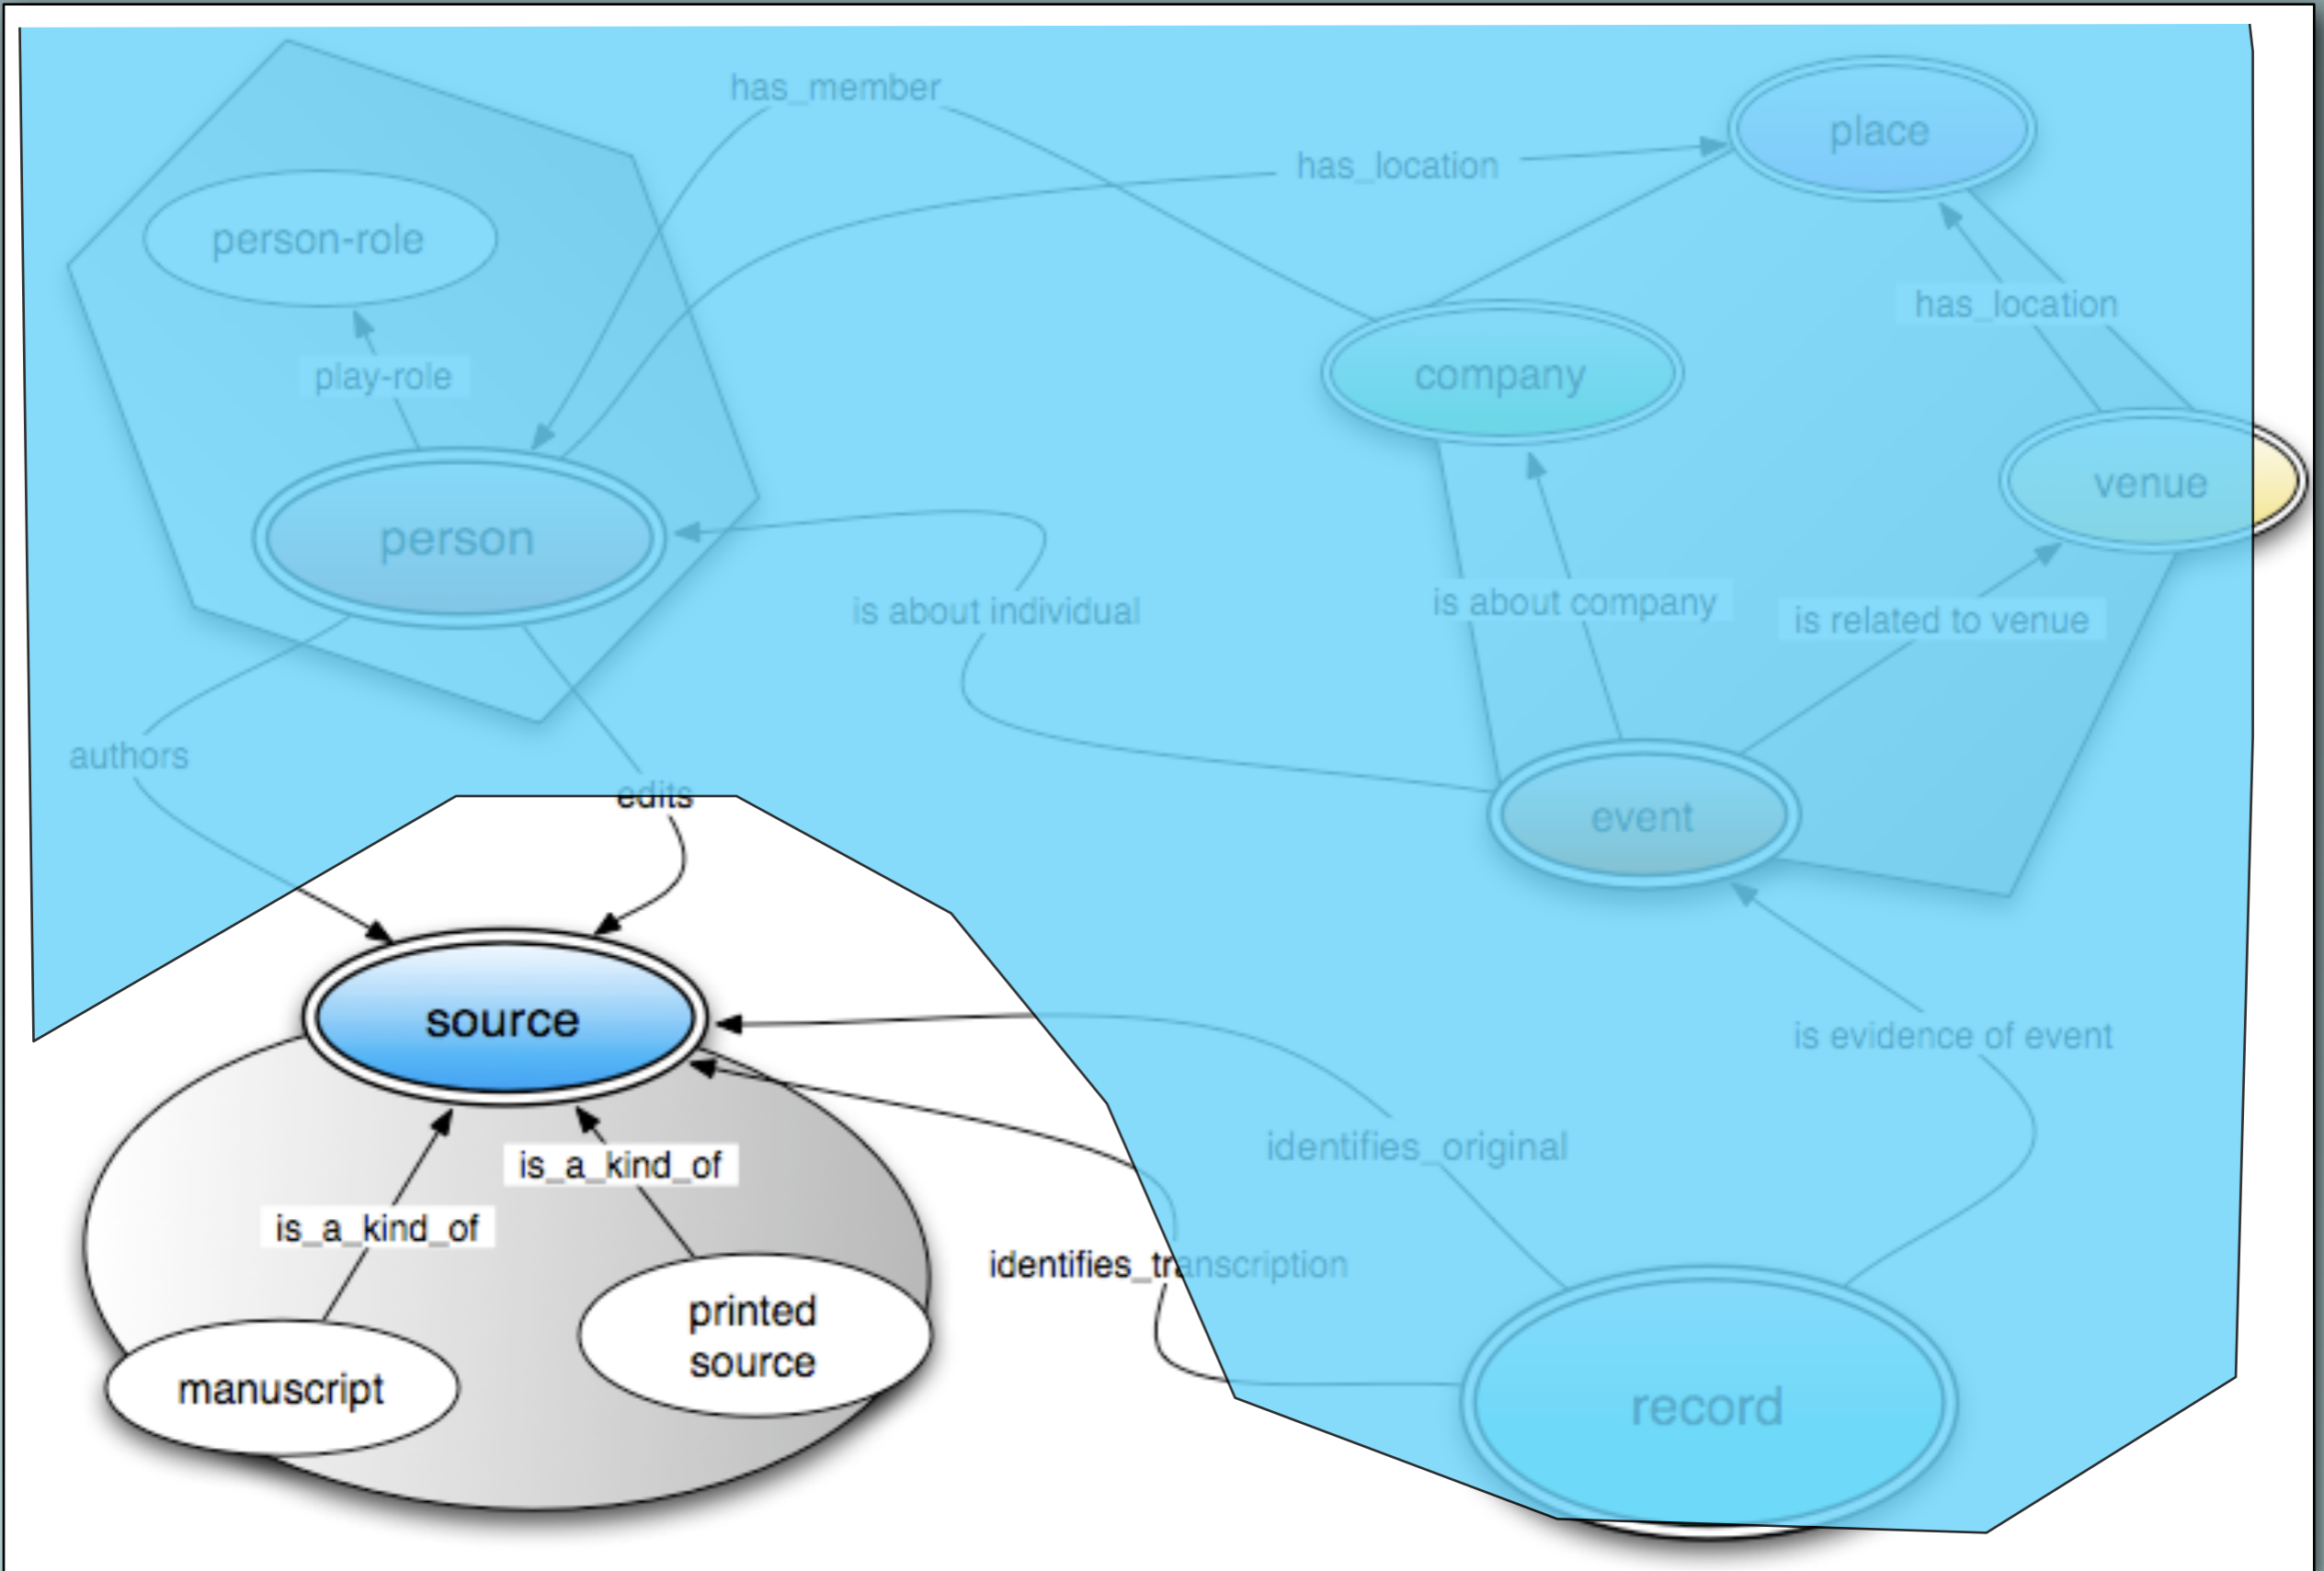 has_member
place
has_location
person-role
has_location
play-role
company
venue
person
is about individual
is about company
is related to venue
authors
edits
event
source
is evidence of event
identifies_original
is_a_kind_of
is_a_kind_of
identifies_transcription
printed
source
manuscript
record